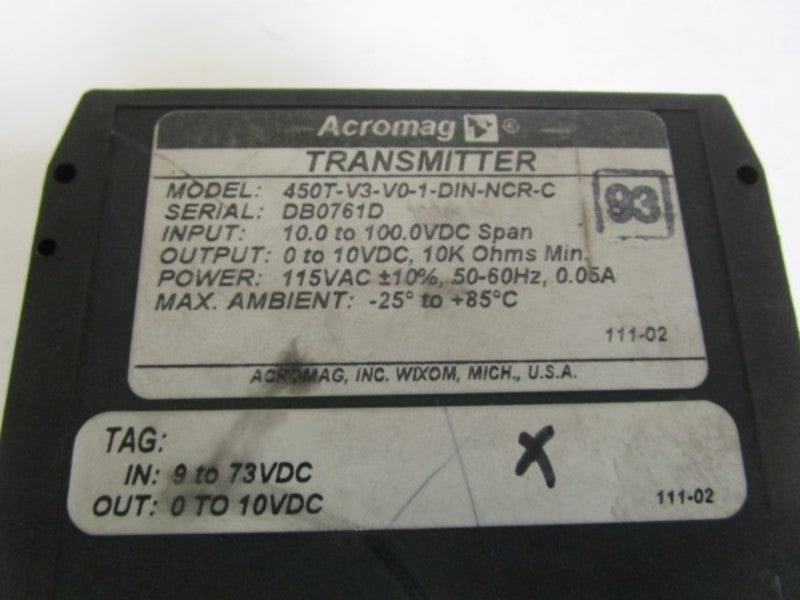 Acromag ®
TRANSMITTER
MODEL: 450T-V3-V0-1-DIN-NCR-C
93
SERIAL: DB0761D
INPUT: 10.0 to 100.0VDC Span
OUTPUT: 0 to 10VDC, 10K Ohms Min.
POWER: 115VAC ±10%, 50-60Hz, 0.05A
MAX. AMBIENT: -25° to +85°C
111-02
ACROMAG, INC. WIXOM, MICH., U.S.A.
TAG:
X
IN: 9 to 73VDC
OUT: 0 TO 10VDC
111-02